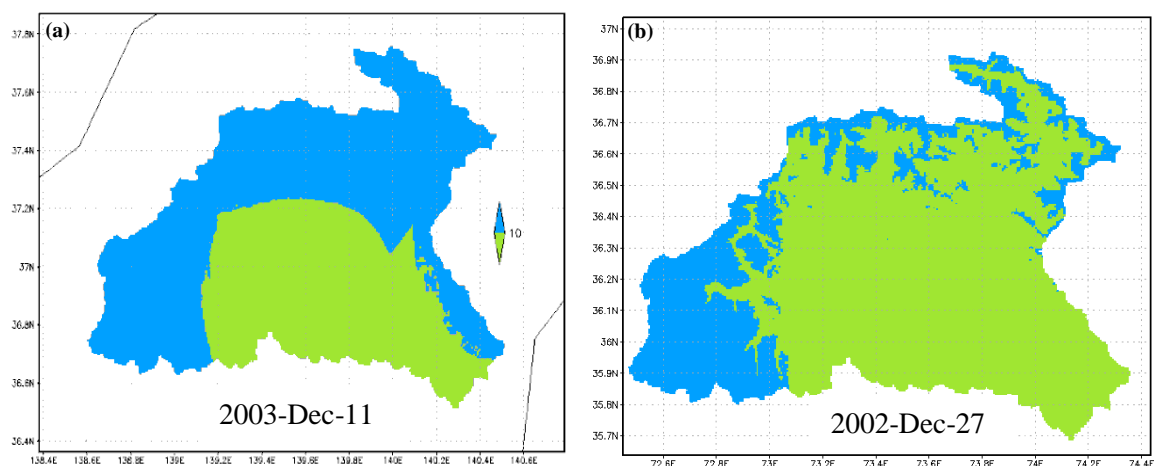 (a)
37.8N
37.6N
37.4N
37.2N
37N
36.8N
36.6N
36.4N
138.4E 138.6E 138.8E 139E 139.2E 139.4E 139.6E 139.8E 140E 140.2E 140.4E 140.6E
10
2003-Dec-11
(b)
37N
36.9N
36.8N
36.7N
36.6N
36.5N
36.4N
36.3N
36.2N
36.1N
36N
35.9N
35.8N
35.7N
72.6E 72.8E 73E 73.2E 73.4E 73.6E 73.8E 74E 74.2E 74.4E
2002-Dec-27